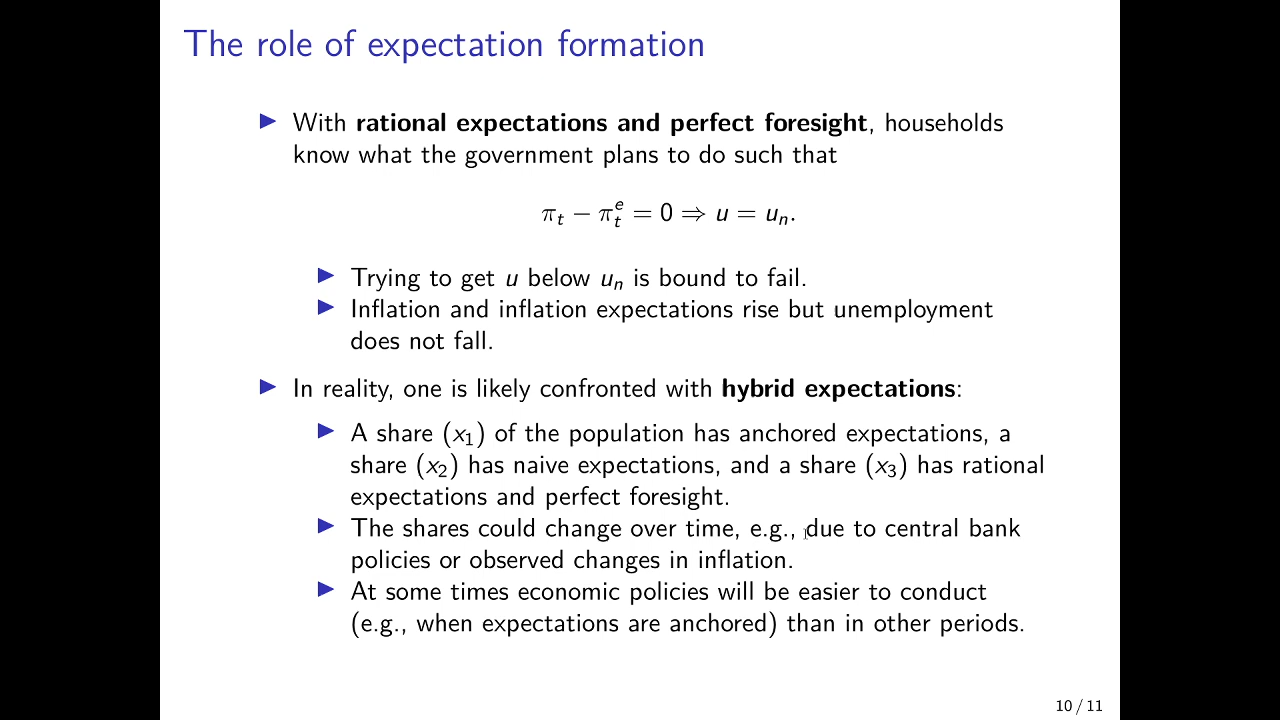 The role of expectation formation
▶ With rational expectations and perfect foresight, households
know what the government plans to do such that
π_t − π_t^e = 0 ⇒ u = u_n.
▶ Trying to get u below u_n is bound to fail.
▶ Inflation and inflation expectations rise but unemployment
does not fall.
▶ In reality, one is likely confronted with hybrid expectations:
▶ A share (x_1) of the population has anchored expectations, a
share (x_2) has naive expectations, and a share (x_3) has rational
expectations and perfect foresight.
▶ The shares could change over time, e.g., due to central bank
policies or observed changes in inflation.
▶ At some times economic policies will be easier to conduct
(e.g., when expectations are anchored) than in other periods.
10 / 11